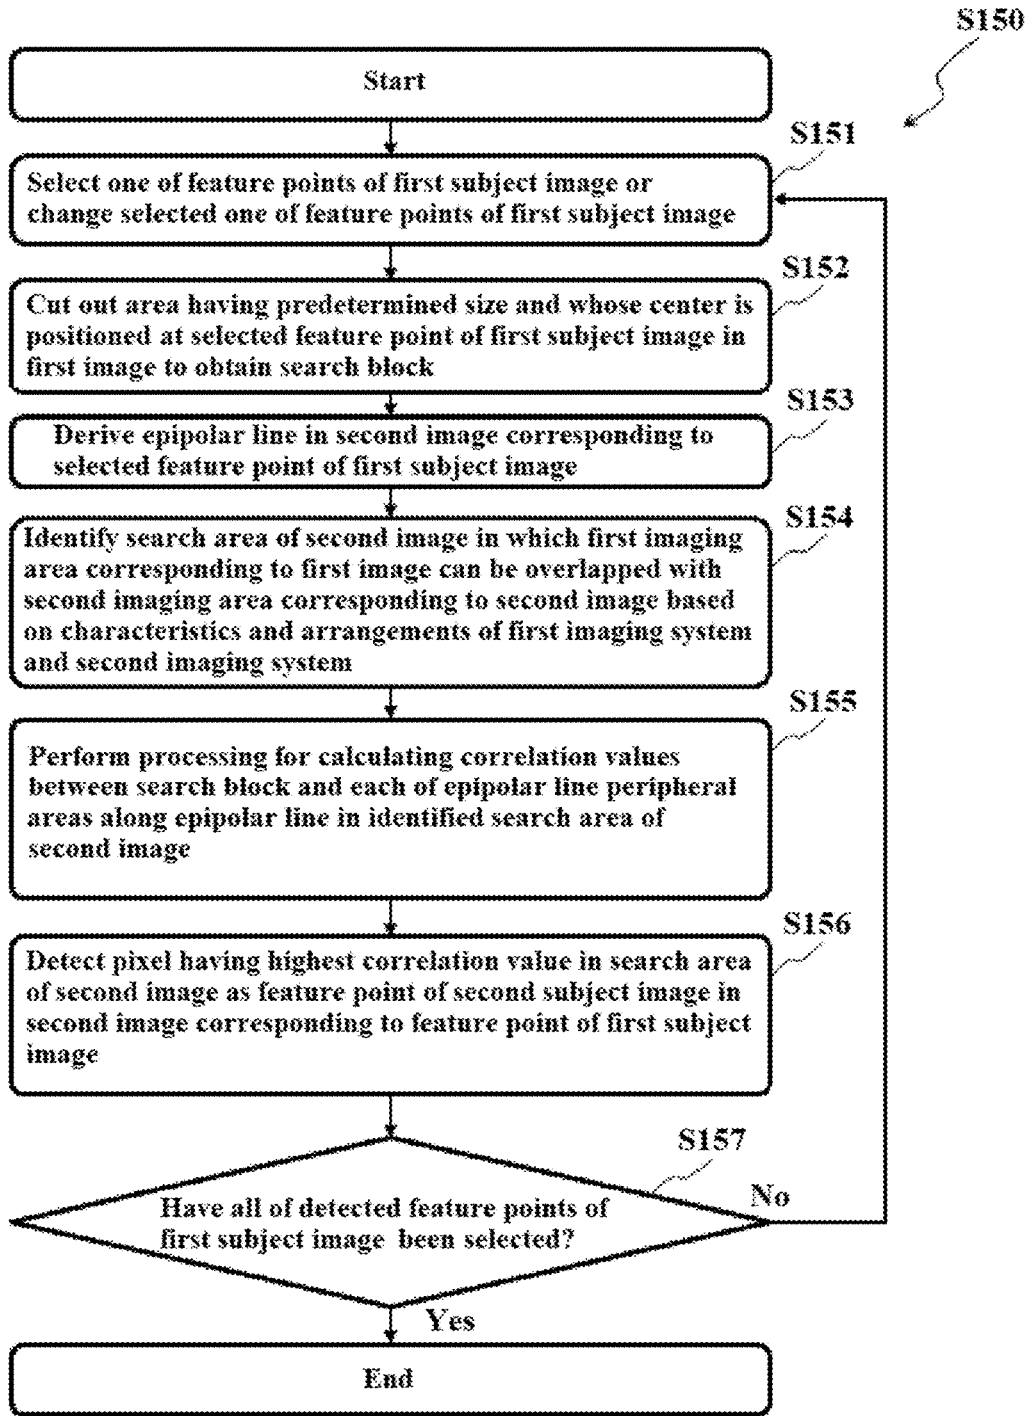 S150
Start
S151
Select one of feature points of first subject image or
change selected one of feature points of first subject image
S152
Cut out area having predetermined size and whose center is
positioned at selected feature point of first subject image in
first image to obtain search block
S153
Derive epipolar line in second image corresponding to
selected feature point of first subject image
S154
Identify search area of second image in which first imaging
area corresponding to first image can be overlapped with
second imaging area corresponding to second image based
on characteristics and arrangements of first imaging system
and second imaging system
S155
Perform processing for calculating correlation values
between search block and each of epipolar line peripheral
areas along epipolar line in identified search area of
second image
S156
Detect pixel having highest correlation value in search area
of second image as feature point of second subject image in
second image corresponding to feature point of first subject
image
S157
Have all of detected feature points of
first subject image been selected?
No
Yes
End